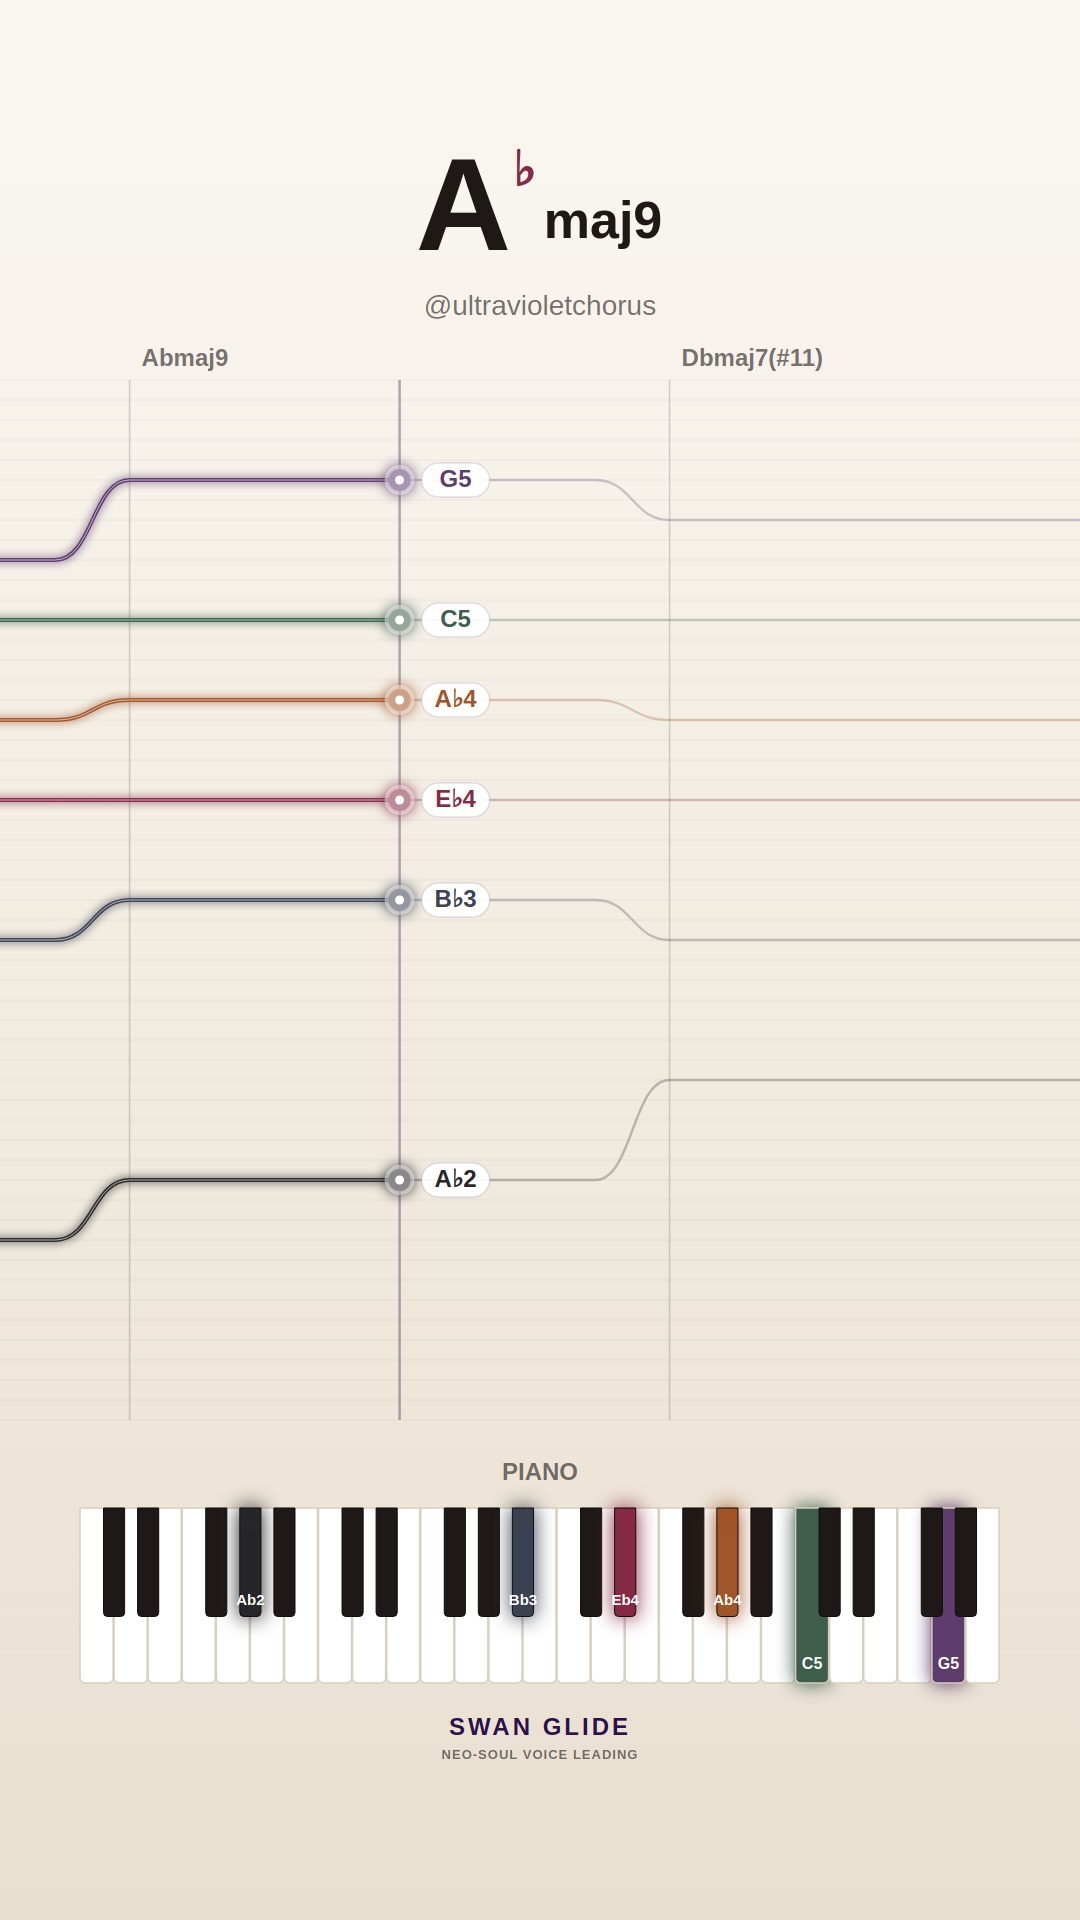 A♭maj9
@ultravioletchorus
Abmaj9
Dbmaj7(#11)
G5
C5
A♭4
E♭4
B♭3
A♭2
PIANO
Ab2
Bb3
Eb4
Ab4
C5
G5
SWAN GLIDE
NEO-SOUL VOICE LEADING